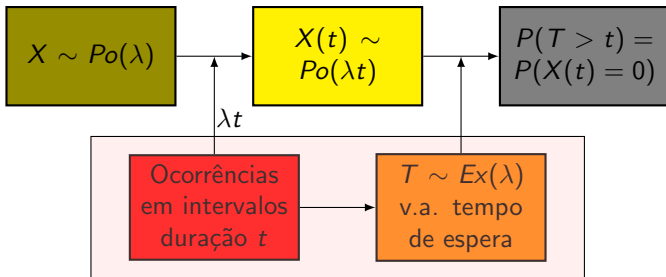 X ∼ Po(λ)
X(t) ∼
Po(λt)
P(T > t) =
P(X(t) = 0)
λt
Ocorrências
em intervalos
duração t
T ∼ Ex(λ)
v.a. tempo
de espera